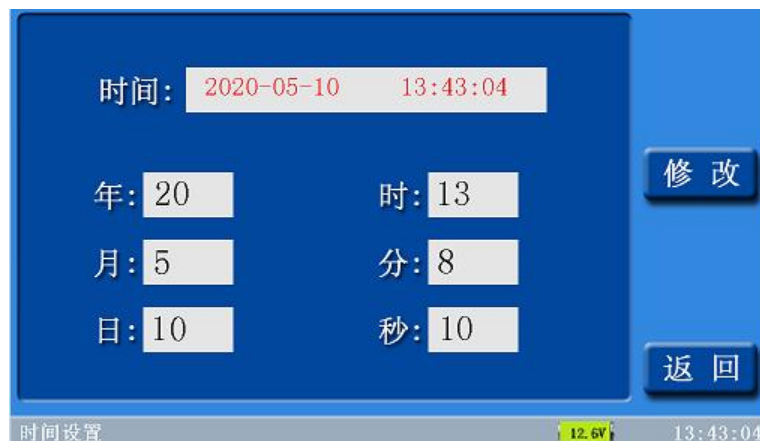 时间: 2020-05-10 13:43:04
年: 20 时: 13
修 改
月: 5 分: 8
日: 10 秒: 10
返 回
时间设置 12.6V 13:43:04